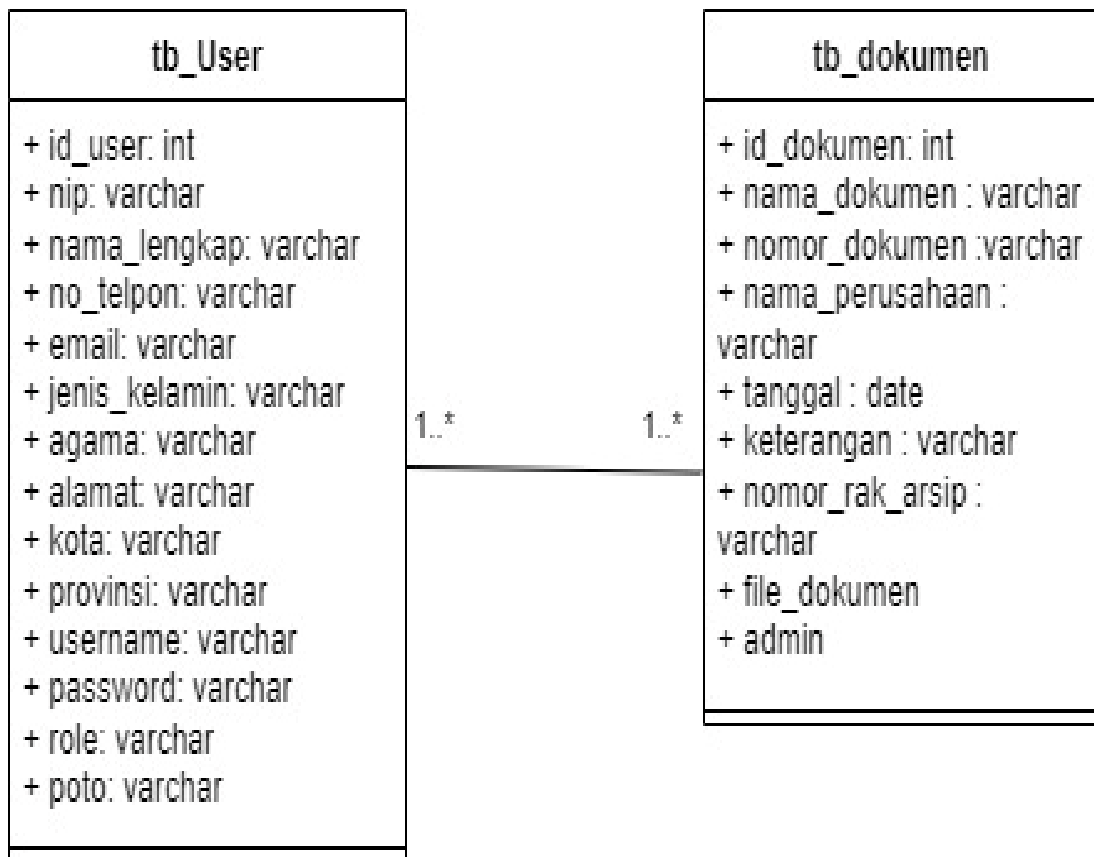 tb_User
+ id_user: int
+ nip: varchar
+ nama_lengkap: varchar
+ no_telpon: varchar
+ email: varchar
+ jenis_kelamin: varchar
+ agama: varchar
+ alamat: varchar
+ kota: varchar
+ provinsi: varchar
+ username: varchar
+ password: varchar
+ role: varchar
+ poto: varchar
1..*
1..*
tb_dokumen
+ id_dokumen: int
+ nama_dokumen : varchar
+ nomor_dokumen :varchar
+ nama_perusahaan :
varchar
+ tanggal : date
+ keterangan : varchar
+ nomor_rak_arsip :
varchar
+ file_dokumen
+ admin